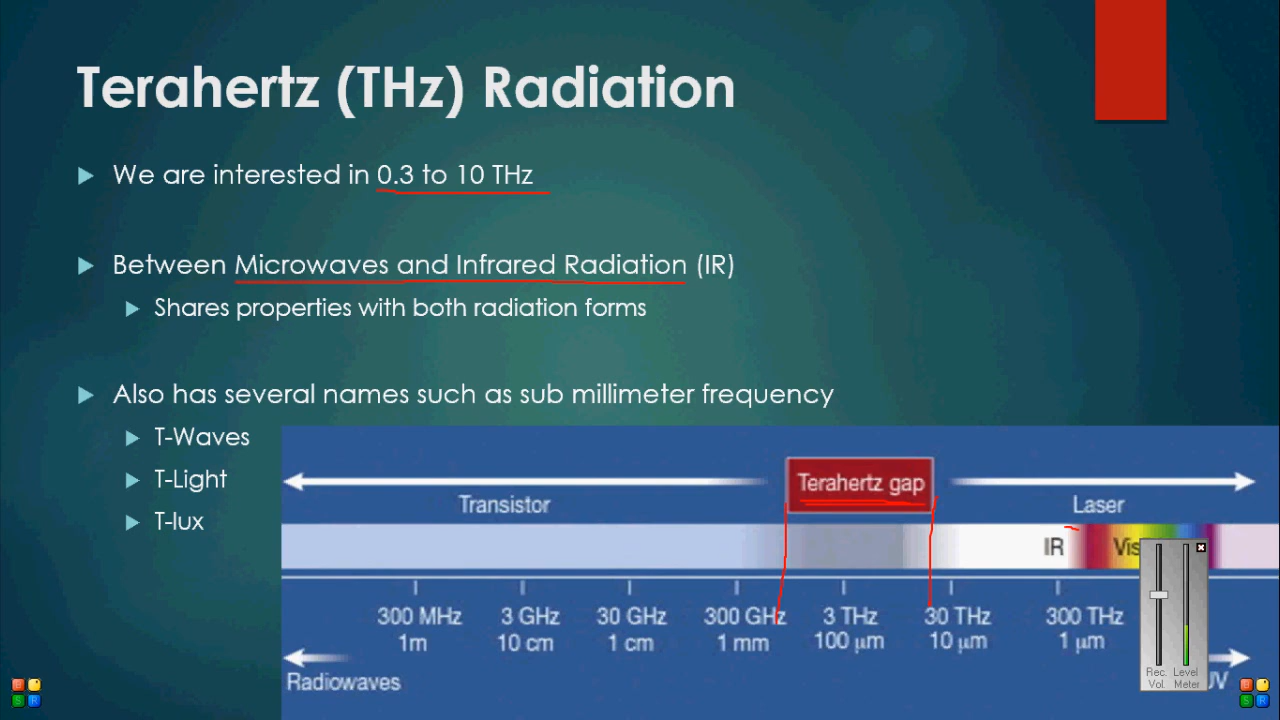 Terahertz (THz) Radiation
We are interested in 0.3 to 10 THz
Between Microwaves and Infrared Radiation (IR)
Shares properties with both radiation forms
Also has several names such as sub millimeter frequency
T-Waves
T-Light
T-lux
Terahertz gap
Transistor
Laser
IR
Vis
300 MHz 3 GHz 30 GHz 300 GHz 3 THz 30 THz 300 THz
1m 10 cm 1 cm 1 mm 100 µm 10 µm 1 µm
Rec. Level
Vol. Meter
Radiowaves
UV